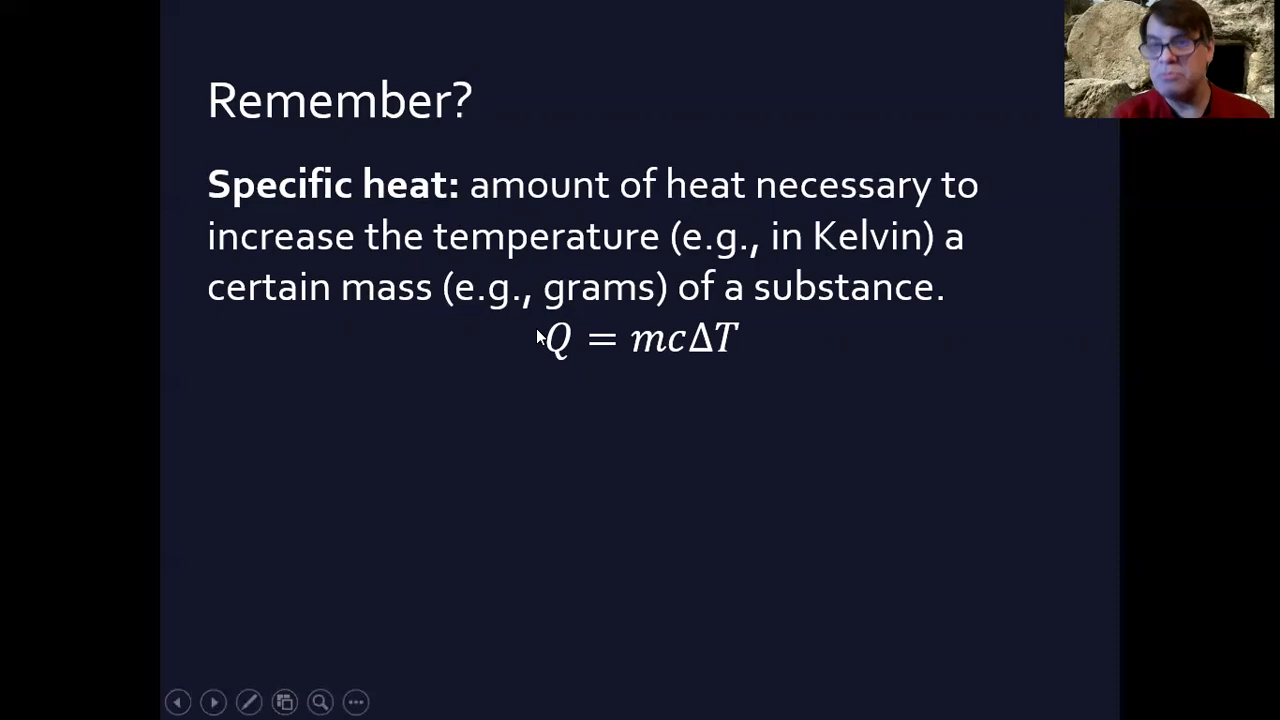 Remember?
Specific heat: amount of heat necessary to
increase the temperature (e.g., in Kelvin) a
certain mass (e.g., grams) of a substance.
Q = mcΔT